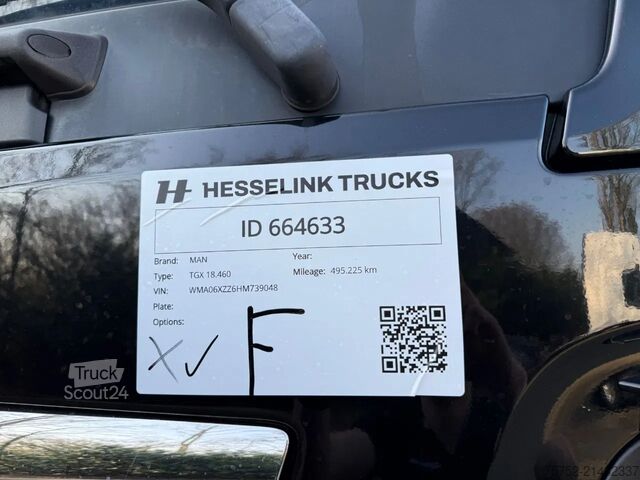 HESSELINK TRUCKS
ID 664633
Brand: MAN
Year:
Type: TGX 18.460
Mileage: 495.225 km
VIN: WMA06XZZ6HM739048
Plate:
Options:
X ✓ F
Truck
Scout24